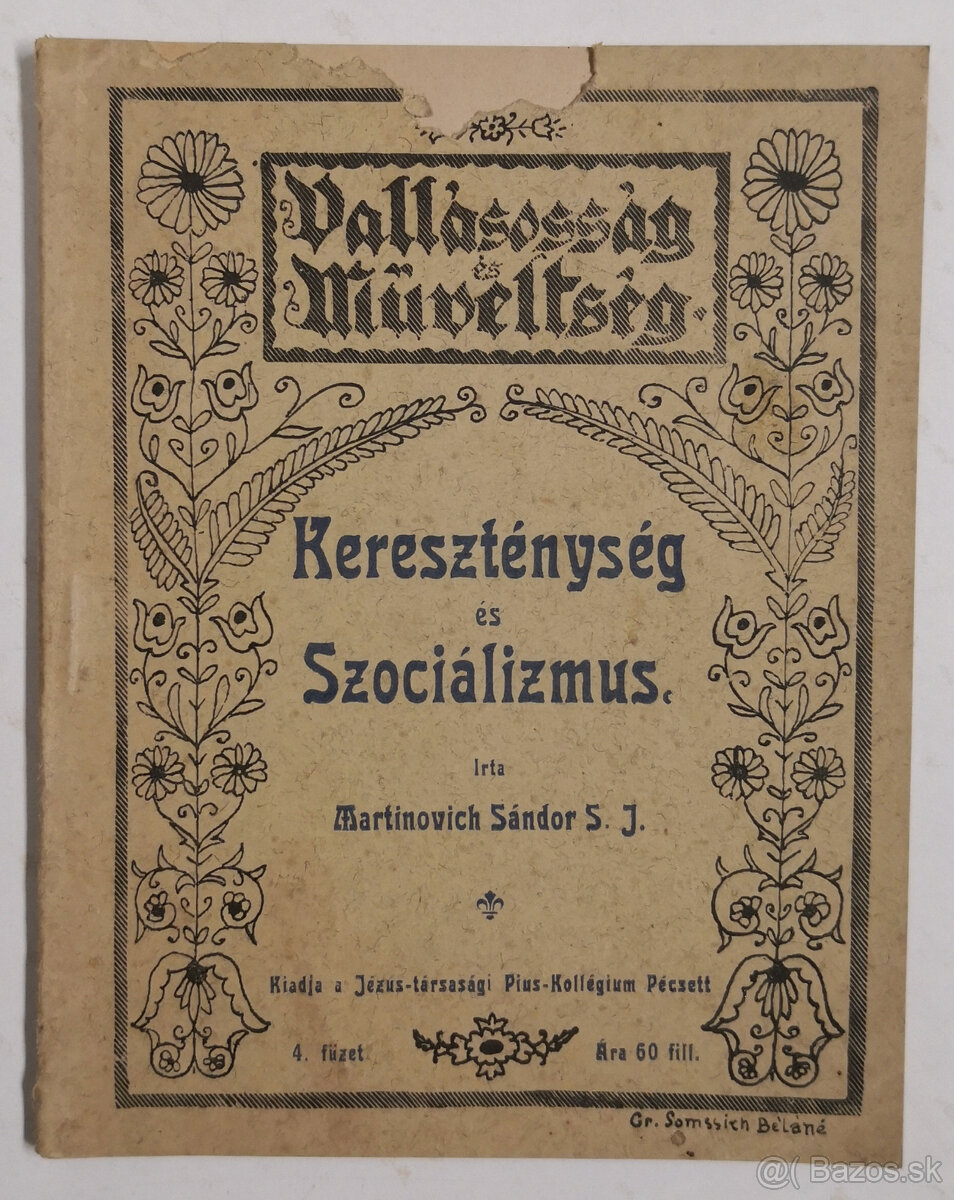 Vallásosság
és
Műveltség.
Kereszténység
és
Szociálizmus.
Irta
Martinovich Sándor S. J.
Kiadja a Jézus-társasági Pius-Kollégium Pécsett
4. füzet
Ára 60 fill.
Gr. Somssich Béláné
@( Bazos.sk